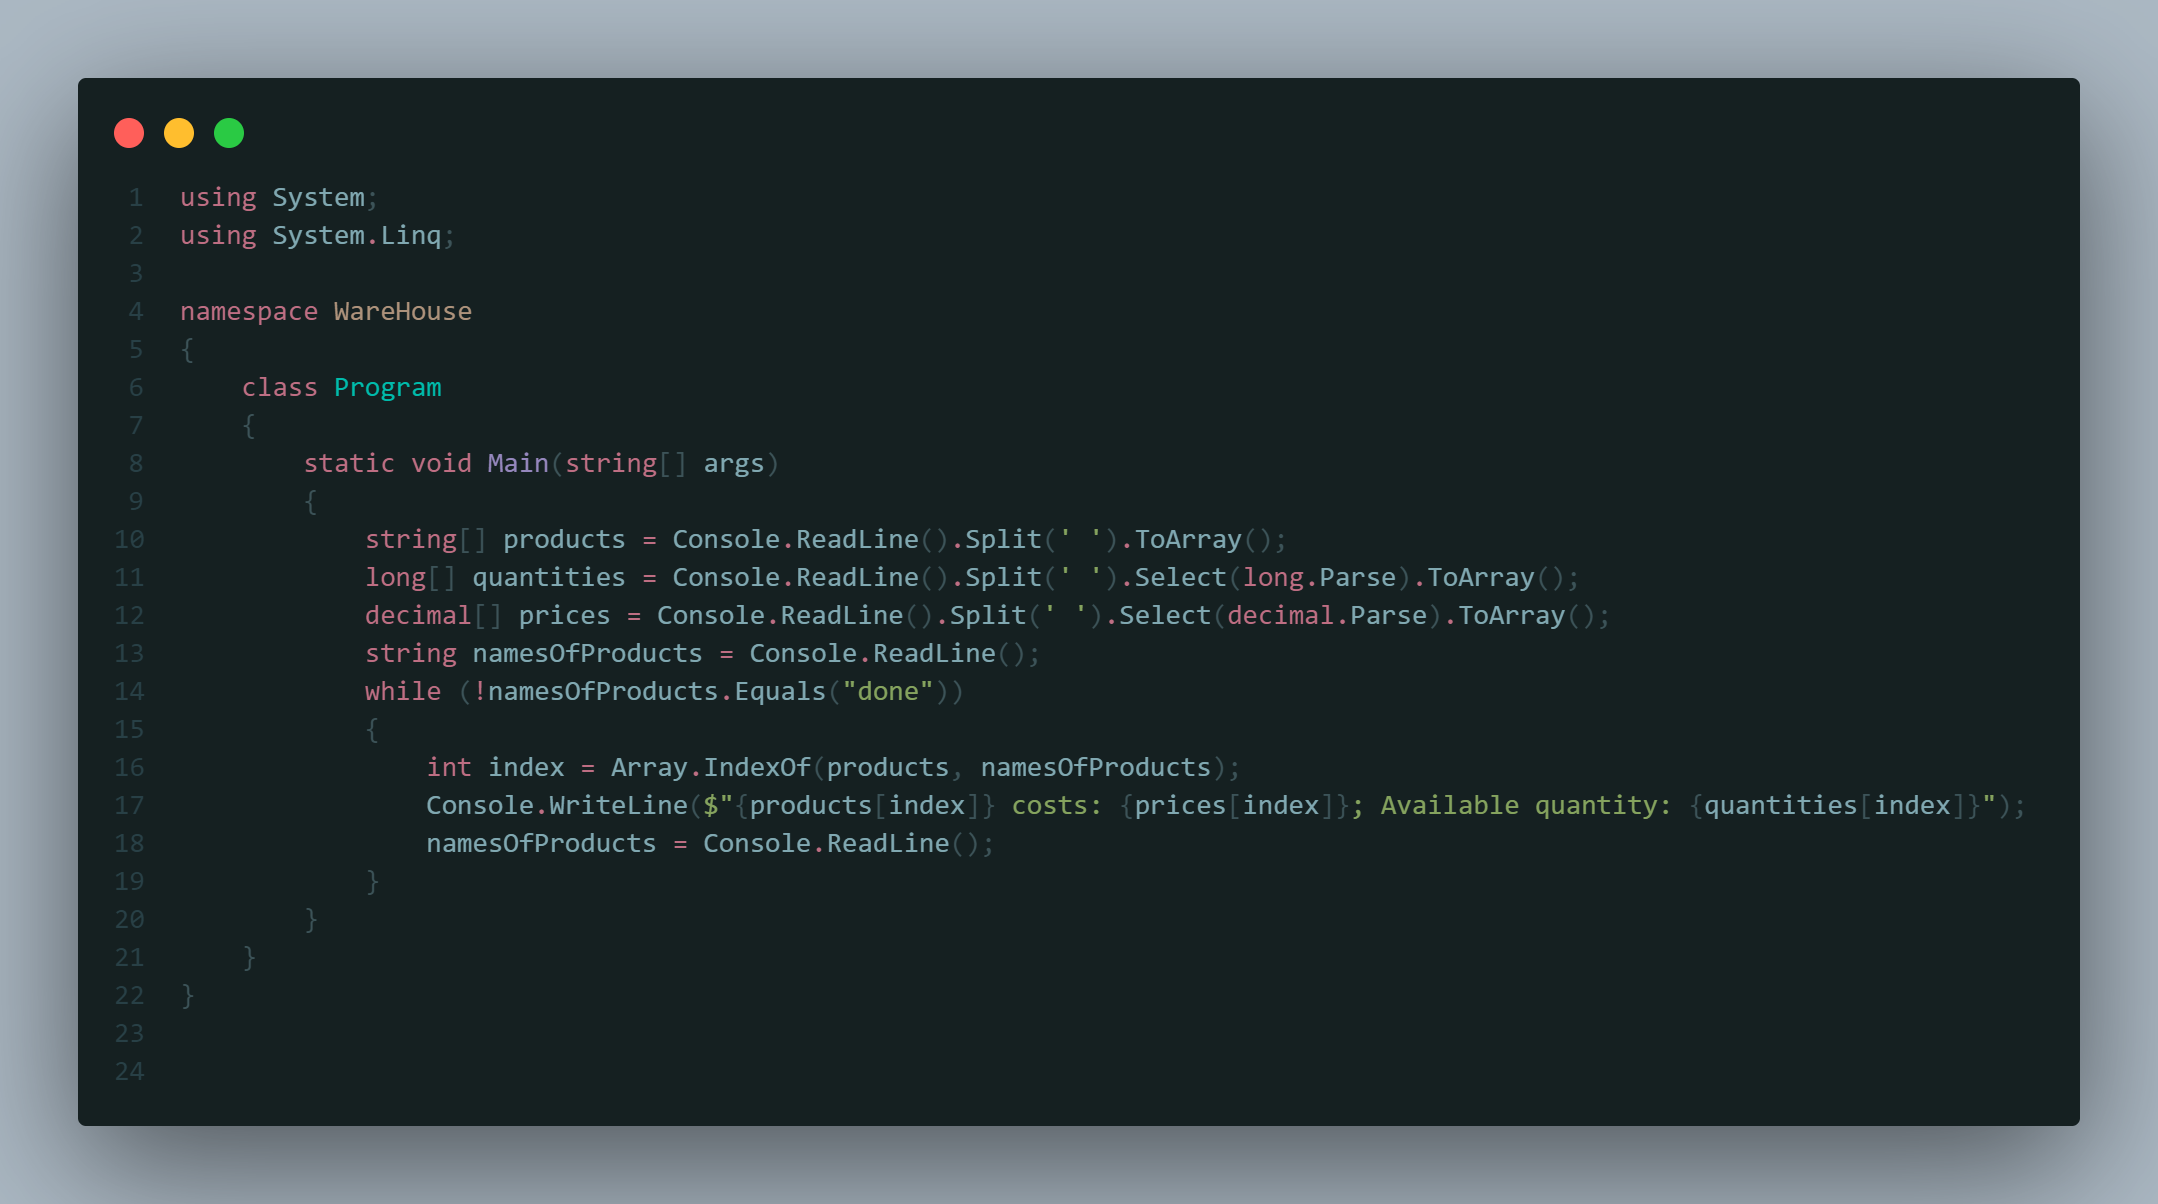 1 using System;
2 using System.Linq;
3
4 namespace WareHouse
5 {
6     class Program
7     {
8         static void Main(string[] args)
9         {
10             string[] products = Console.ReadLine().Split(' ').ToArray();
11             long[] quantities = Console.ReadLine().Split(' ').Select(long.Parse).ToArray();
12             decimal[] prices = Console.ReadLine().Split(' ').Select(decimal.Parse).ToArray();
13             string namesOfProducts = Console.ReadLine();
14             while (!namesOfProducts.Equals("done"))
15             {
16                 int index = Array.IndexOf(products, namesOfProducts);
17                 Console.WriteLine($"{products[index]} costs: {prices[index]}; Available quantity: {quantities[index]}");
18                 namesOfProducts = Console.ReadLine();
19             }
20         }
21     }
22 }
23
24